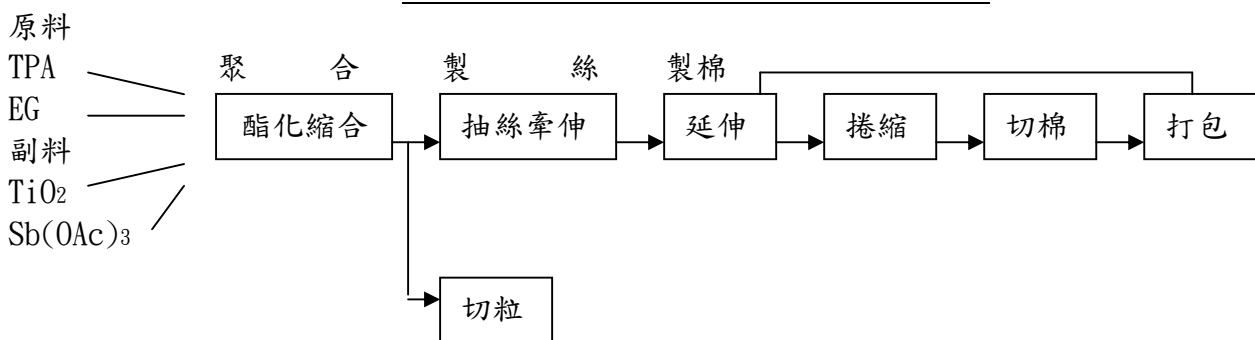 原料
TPA
EG
副料
TiO2
Sb(OAc)3
聚 合 製 絲 製棉
酯化縮合 抽絲牽伸 延伸 捲縮 切棉 打包
切粒